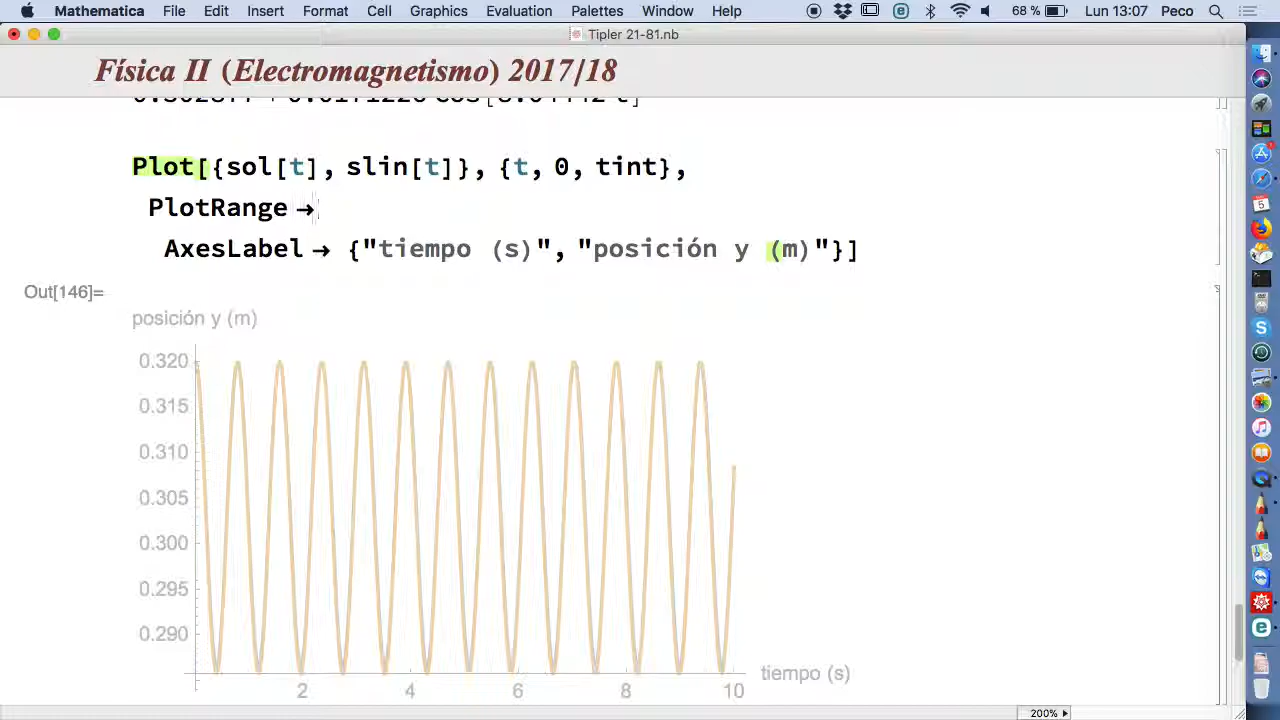 Mathematica File Edit Insert Format Cell Graphics Evaluation Palettes Window Help 68 % Lun 13:07 Peco
Tipler 21-81.nb
Física II (Electromagnetismo) 2017/18
Plot[{sol[t], slin[t]}, {t, 0, tint},
PlotRange →
AxesLabel → {"tiempo (s)", "posición y (m)"}]
Out[146]=
posición y (m)
0.320
0.315
0.310
0.305
0.300
0.295
0.290
2 4 6 8 10
tiempo (s)
200%